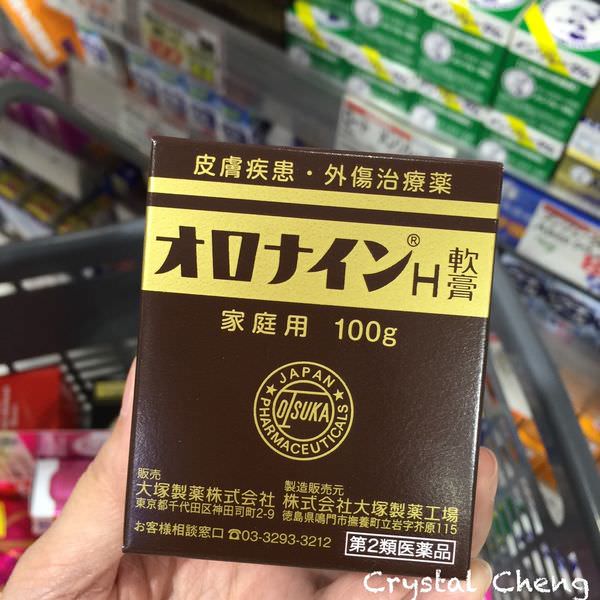 皮膚疾患・外傷治療薬
オロナイン®H軟膏
家庭用 100g
JAPAN
OTSUKA
PHARMACEUTICALS
販売
大塚製薬株式会社
東京都千代田区神田司町2-9
製造販売元
株式会社大塚製薬工場
徳島県鳴門市撫養町立岩字芥原115
お客様相談窓口 ☎03-3293-3212
第2類医薬品
Crystal Cheng